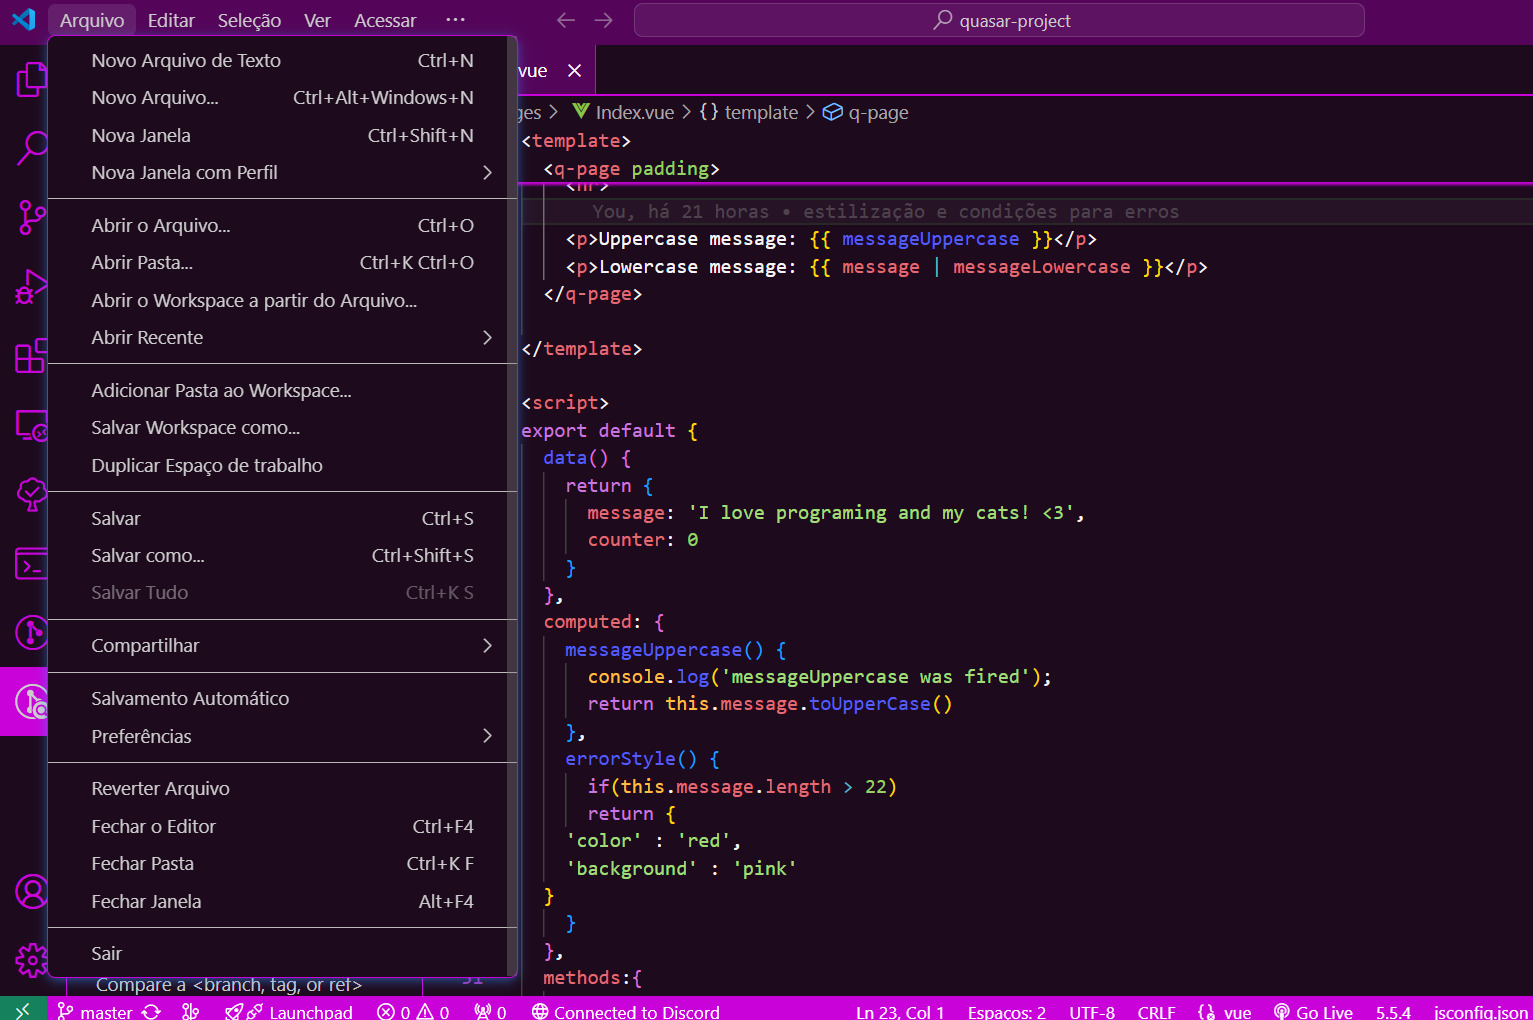 Arquivo Editar Seleção Ver Acessar ··· quasar-project
Novo Arquivo de Texto Ctrl+N
Novo Arquivo... Ctrl+Alt+Windows+N
Nova Janela Ctrl+Shift+N
Nova Janela com Perfil
Abrir o Arquivo... Ctrl+O
Abrir Pasta... Ctrl+K Ctrl+O
Abrir o Workspace a partir do Arquivo...
Abrir Recente
Adicionar Pasta ao Workspace...
Salvar Workspace como...
Duplicar Espaço de trabalho
Salvar Ctrl+S
Salvar como... Ctrl+Shift+S
Salvar Tudo Ctrl+K S
Compartilhar
Salvamento Automático
Preferências
Reverter Arquivo
Fechar o Editor Ctrl+F4
Fechar Pasta Ctrl+K F
Fechar Janela Alt+F4
Sair
Compare a <branch, tag, or ref>
vue
ges > Index.vue > {} template > q-page
<template>
<q-page padding>
<hr>
You, há 21 horas • estilização e condições para erros
<p>Uppercase message: {{ messageUppercase }}</p>
<p>Lowercase message: {{ message | messageLowercase }}</p>
</q-page>
</template>
<script>
export default {
data() {
return {
message: 'I love programing and my cats! <3',
counter: 0
}
},
computed: {
messageUppercase() {
console.log('messageUppercase was fired');
return this.message.toUpperCase()
},
errorStyle() {
if(this.message.length > 22)
return {
'color' : 'red',
'background' : 'pink'
}
}
},
methods:{
51
master Launchpad 0 0 0 Connected to Discord Ln 23, Col 1 Espaços: 2 UTF-8 CRLF vue Go Live 5.5.4 jsconfig.json